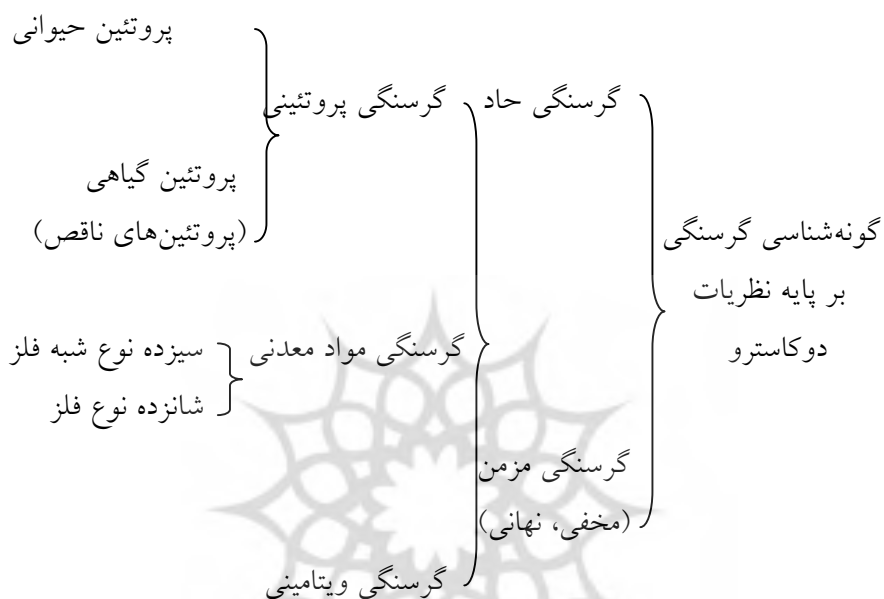 گونه‌شناسی گرسنگی
بر پایه نظریات
دوکاسترو
گرسنگی حاد
گرسنگی مزمن
(مخفی، نهانی)
گرسنگی پروتئینی
گرسنگی مواد معدنی
گرسنگی ویتامینی
پروتئین حیوانی
پروتئین گیاهی
(پروتئین‌های ناقص)
سیزده نوع شبه فلز
شانزده نوع فلز